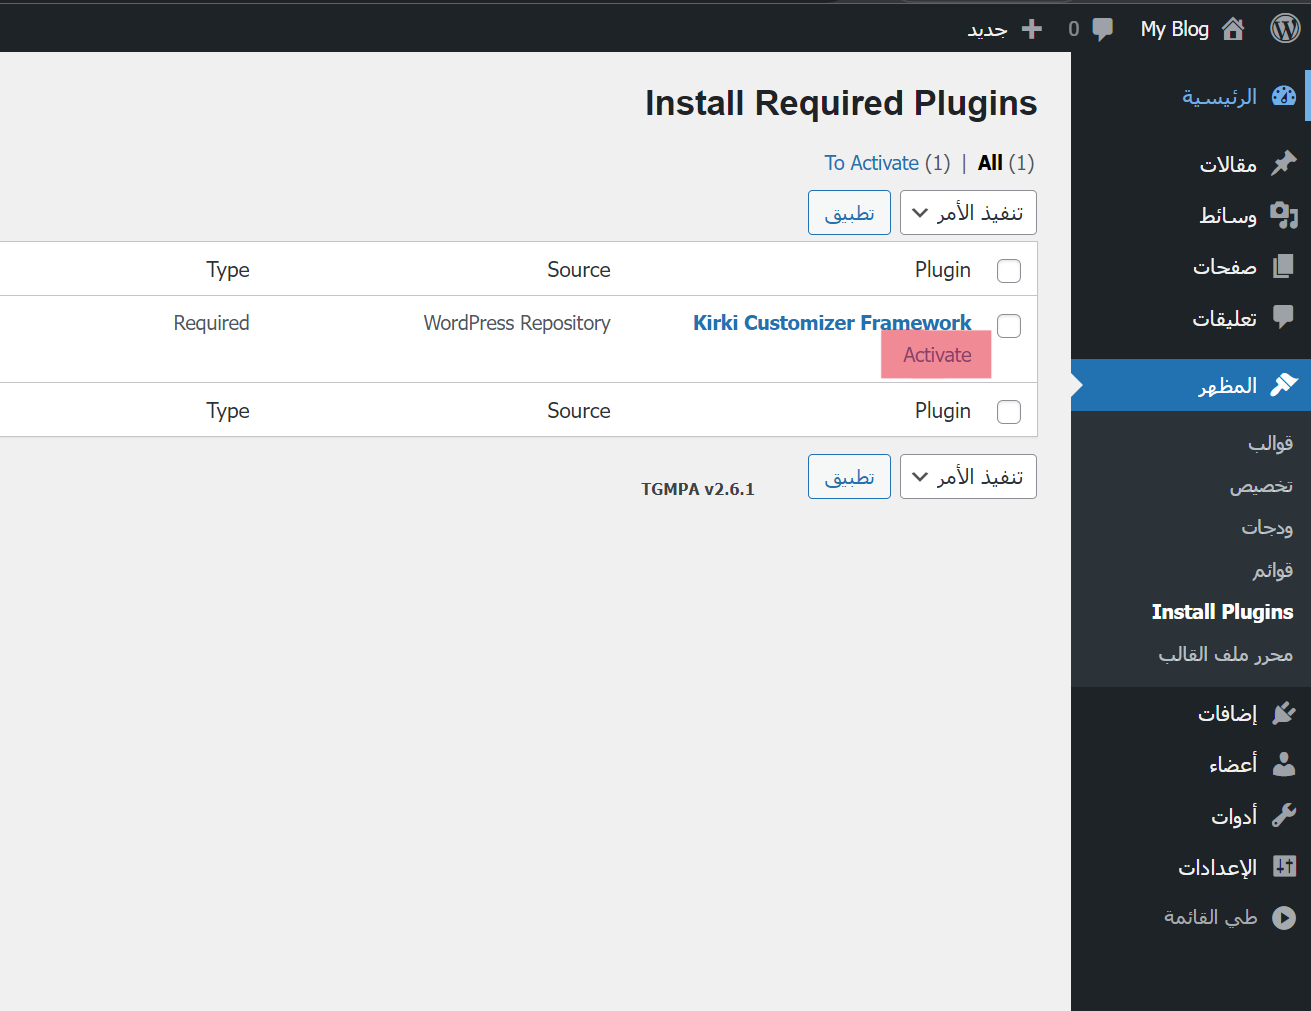 My Blog
0
جديد
الرئيسية
مقالات
وسائط
صفحات
تعليقات
المظهر
قوالب
تخصيص
ودجات
قوائم
Install Plugins
محرر ملف القالب
إضافات
أعضاء
أدوات
الإعدادات
طي القائمة
Install Required Plugins
All (1) | To Activate (1)
تنفيذ الأمر تطبيق
Plugin Source Type
Kirki Customizer Framework WordPress Repository Required
Activate
Plugin Source Type
تنفيذ الأمر تطبيق
TGMPA v2.6.1